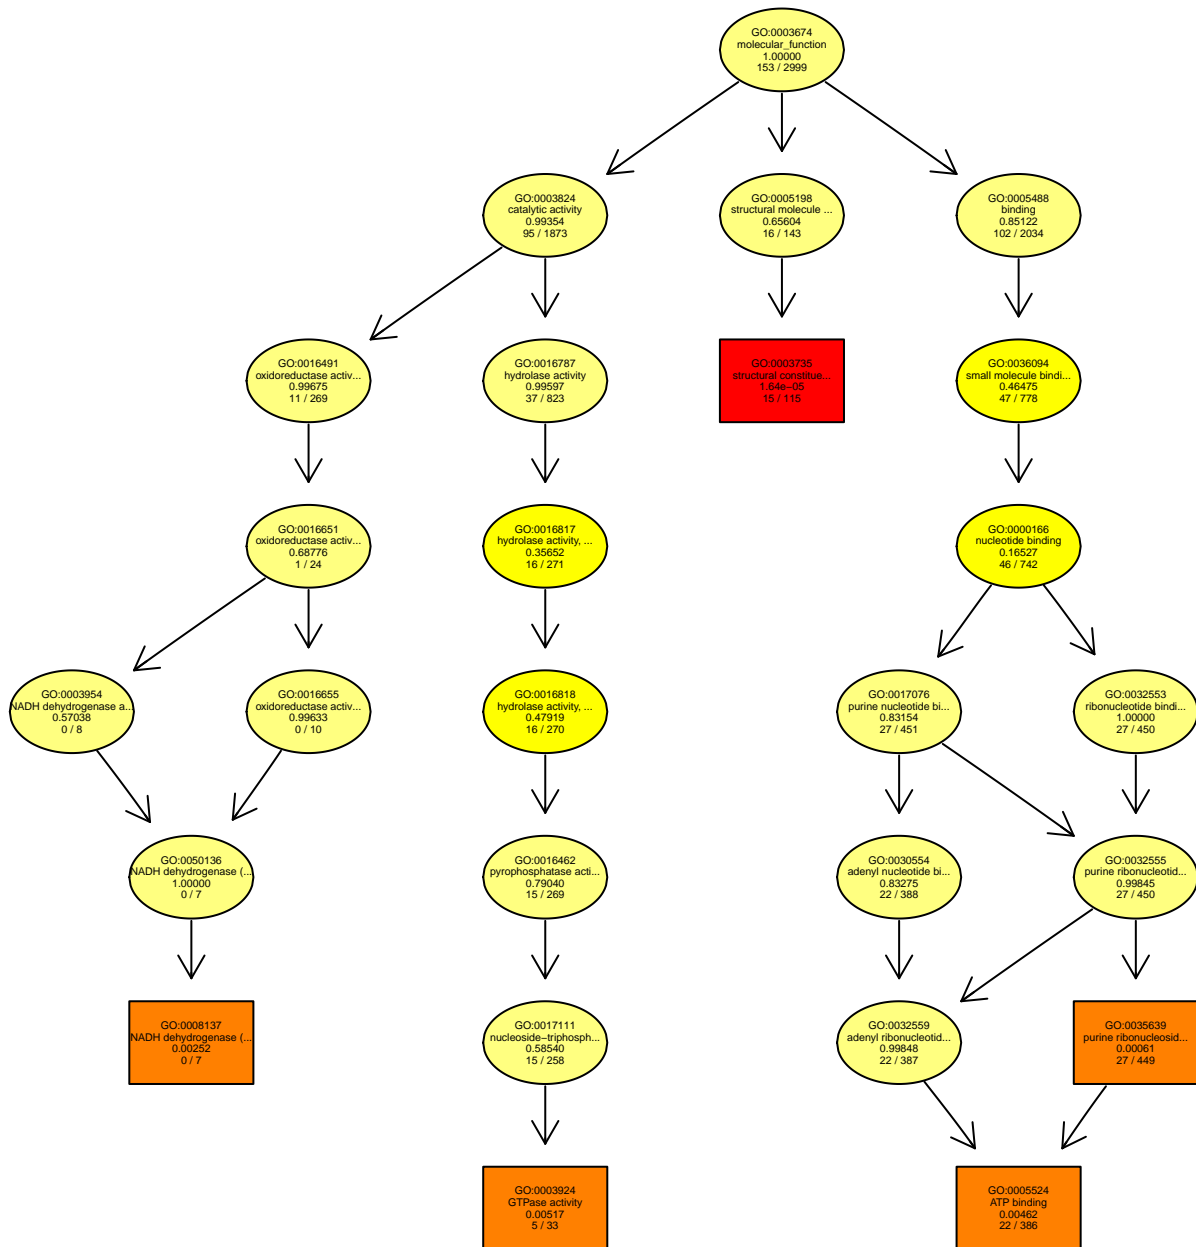 GO:0003674
molecular_function
1.00000
153 / 2999
GO:0003824
catalytic activity
0.99354
95 / 1873
GO:0005198
structural molecule ...
0.65604
16 / 143
GO:0005488
binding
0.85122
102 / 2034
GO:0016491
oxidoreductase activ...
0.99675
11 / 269
GO:0016787
hydrolase activity
0.99597
37 / 823
GO:0003735
structural constitue...
1.64e−05
15 / 115
GO:0036094
small molecule bindi...
0.46475
47 / 778
GO:0016651
oxidoreductase activ...
0.68776
1 / 24
GO:0016817
hydrolase activity, ...
0.35652
16 / 271
GO:0000166
nucleotide binding
0.16527
46 / 742
GO:0003954
NADH dehydrogenase a...
0.57038
0 / 8
GO:0016655
oxidoreductase activ...
0.99633
0 / 10
GO:0016818
hydrolase activity, ...
0.47919
16 / 270
GO:0017076
purine nucleotide bi...
0.83154
27 / 451
GO:0032553
ribonucleotide bindi...
1.00000
27 / 450
GO:0050136
NADH dehydrogenase (...
1.00000
0 / 7
GO:0016462
pyrophosphatase acti...
0.79040
15 / 269
GO:0030554
adenyl nucleotide bi...
0.83275
22 / 388
GO:0032555
purine ribonucleotid...
0.99845
27 / 450
GO:0008137
NADH dehydrogenase (...
0.00252
0 / 7
GO:0017111
nucleoside−triphosph...
0.58540
15 / 258
GO:0032559
adenyl ribonucleotid...
0.99848
22 / 387
GO:0035639
purine ribonucleosid...
0.00061
27 / 449
GO:0003924
GTPase activity
0.00517
5 / 33
GO:0005524
ATP binding
0.00462
22 / 386